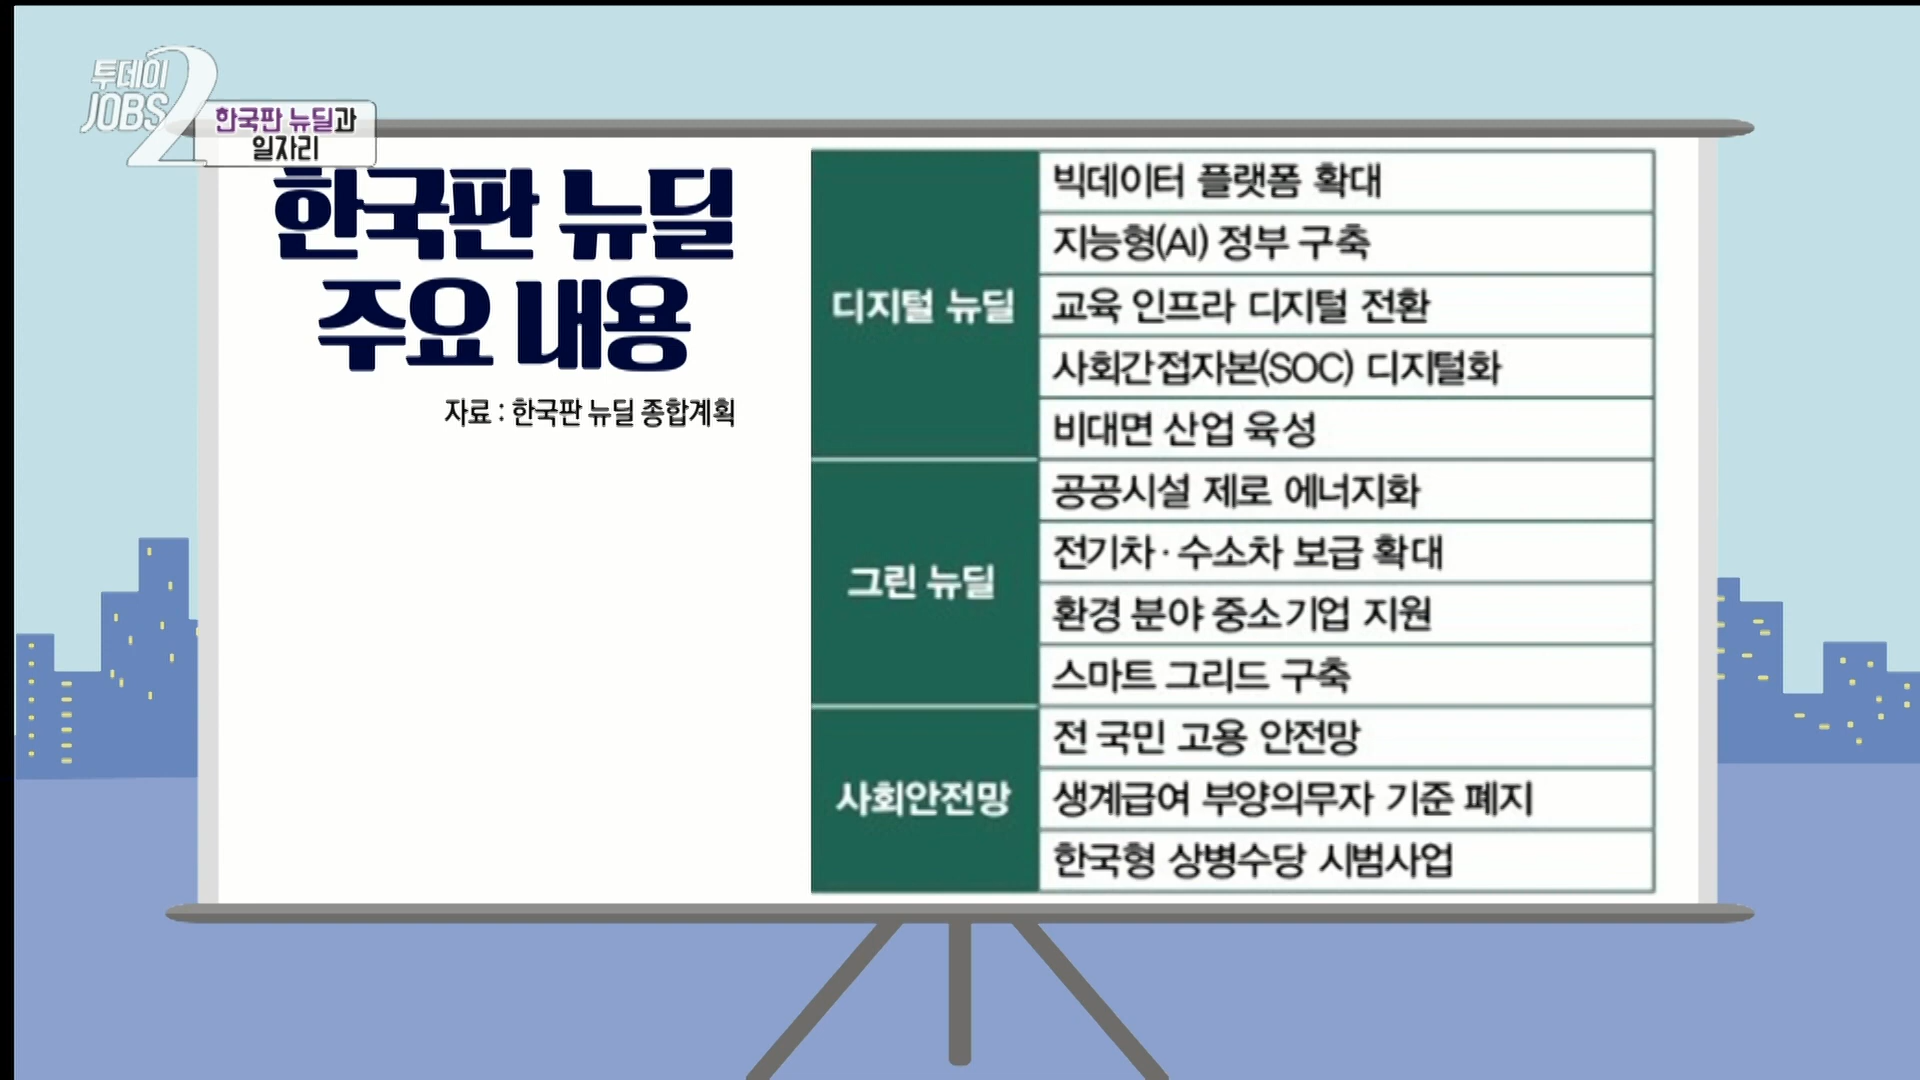 투데이
JOBS 2
한국판 뉴딜과
일자리
한국판 뉴딜
주요 내용
자료 : 한국판 뉴딜 종합계획
디지털 뉴딜
빅데이터 플랫폼 확대
지능형(AI) 정부 구축
교육 인프라 디지털 전환
사회간접자본(SOC) 디지털화
비대면 산업 육성
그린 뉴딜
공공시설 제로 에너지화
전기차·수소차 보급 확대
환경 분야 중소기업 지원
스마트 그리드 구축
사회안전망
전 국민 고용 안전망
생계급여 부양의무자 기준 폐지
한국형 상병수당 시범사업